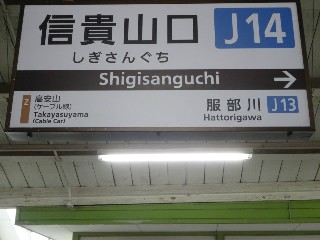 信貴山口 J14
しぎさんぐち
Shigisanguchi
Z 高安山
(ケーブル線)
Takayasuyama
(Cable Car)
服部川 J13
Hattorigawa